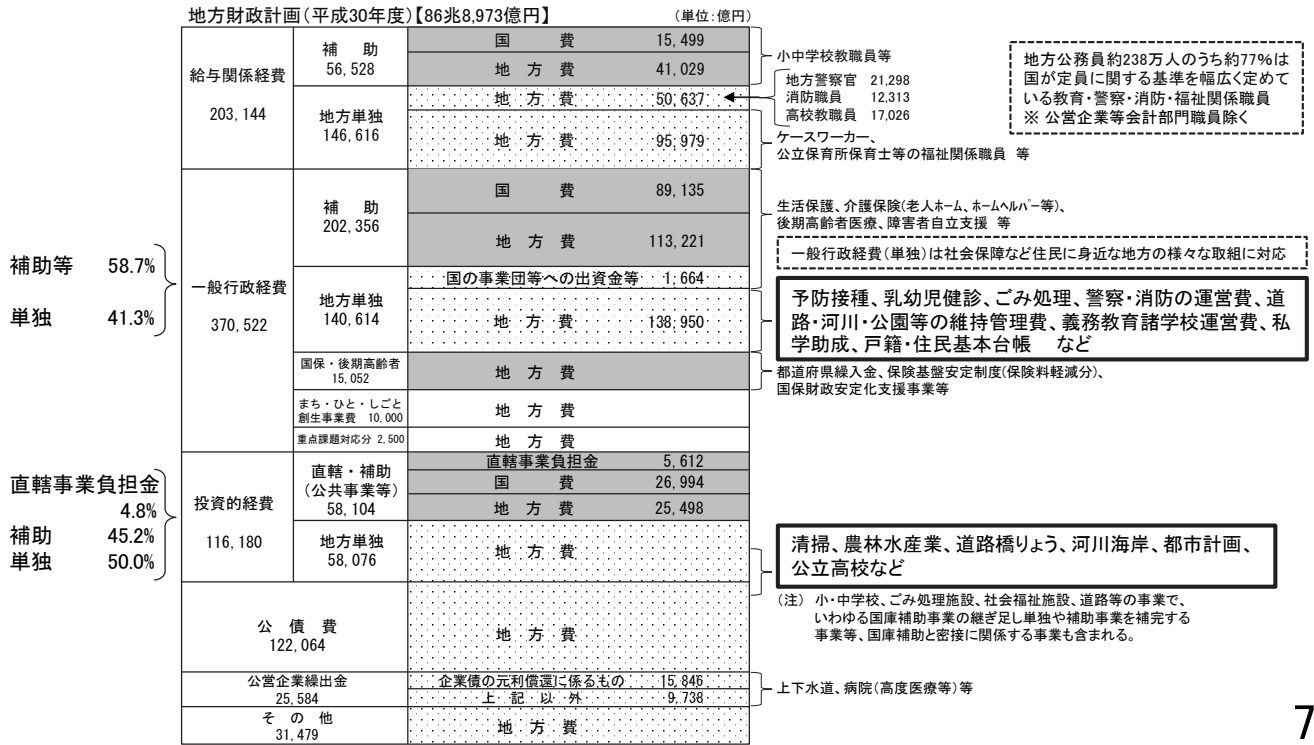 地方財政計画(平成30年度)【86兆8,973億円】
(単位:億円)
給与関係経費
203,144
補 助
56,528
国 費 15,499
地 方 費 41,029
地方単独
146,616
地 方 費 50,637
地 方 費 95,979
小中学校教職員等
地方警察官 21,298
消防職員 12,313
高校教職員 17,026
ケースワーカー、
公立保育所保育士等の福祉関係職員 等
地方公務員約238万人のうち約77%は
国が定員に関する基準を幅広く定めて
いる教育・警察・消防・福祉関係職員
※ 公営企業等会計部門職員除く
補助等 58.7%
単独 41.3%
一般行政経費
370,522
補 助
202,356
国 費 89,135
地 方 費 113,221
地方単独
140,614
国の事業団等への出資金等 1,664
地 方 費 138,950
国保・後期高齢者
15,052
地 方 費
まち・ひと・しごと
創生事業費 10,000
地 方 費
重点課題対応分 2,500
地 方 費
生活保護、介護保険(老人ホーム、ホームヘルパー等)、
後期高齢者医療、障害者自立支援 等
一般行政経費(単独)は社会保障など住民に身近な地方の様々な取組に対応
予防接種、乳幼児健診、ごみ処理、警察・消防の運営費、道
路・河川・公園等の維持管理費、義務教育諸学校運営費、私
学助成、戸籍・住民基本台帳 など
都道府県繰入金、保険基盤安定制度(保険料軽減分)、
国保財政安定化支援事業等
直轄事業負担金
4.8%
補助 45.2%
単独 50.0%
投資的経費
116,180
直轄・補助
(公共事業等)
58,104
直轄事業負担金 5,612
国 費 26,994
地 方 費 25,498
地方単独
58,076
地 方 費
清掃、農林水産業、道路橋りょう、河川海岸、都市計画、
公立高校など
(注) 小・中学校、ごみ処理施設、社会福祉施設、道路等の事業で、
いわゆる国庫補助事業の継ぎ足し単独や補助事業を補完する
事業等、国庫補助と密接に関係する事業も含まれる。
公 債 費
122,064
地 方 費
公営企業繰出金
25,584
企業債の元利償還に係るもの 15,846
上 記 以 外 9,738
上下水道、病院(高度医療等)等
そ の 他
31,479
地 方 費
7